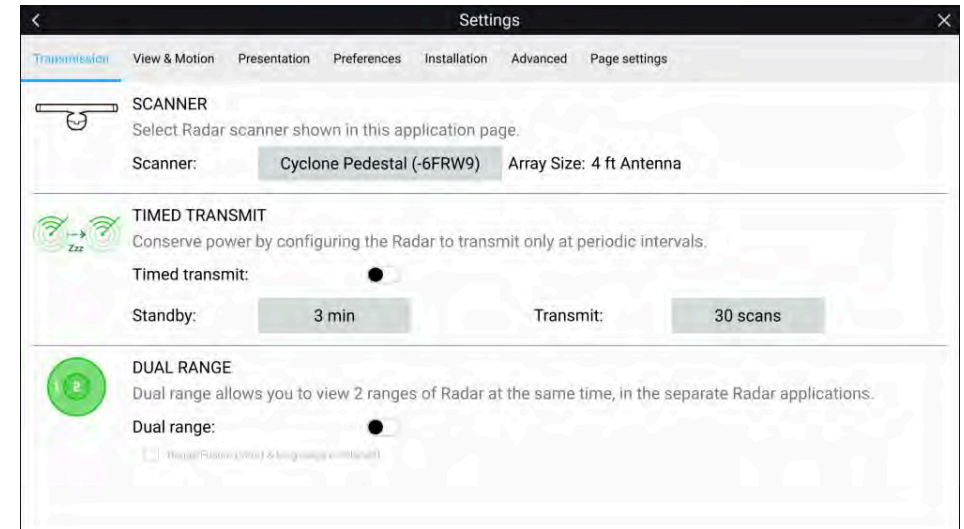 Settings
Transmission View & Motion Presentation Preferences Installation Advanced Page settings
SCANNER
Select Radar scanner shown in this application page.
Scanner: Cyclone Pedestal (-6FRW9) Array Size: 4 ft Antenna
TIMED TRANSMIT
Zzz
Conserve power by configuring the Radar to transmit only at periodic intervals.
Timed transmit:
Standby: 3 min Transmit: 30 scans
DUAL RANGE
1 2
Dual range allows you to view 2 ranges of Radar at the same time, in the separate Radar applications.
Dual range: